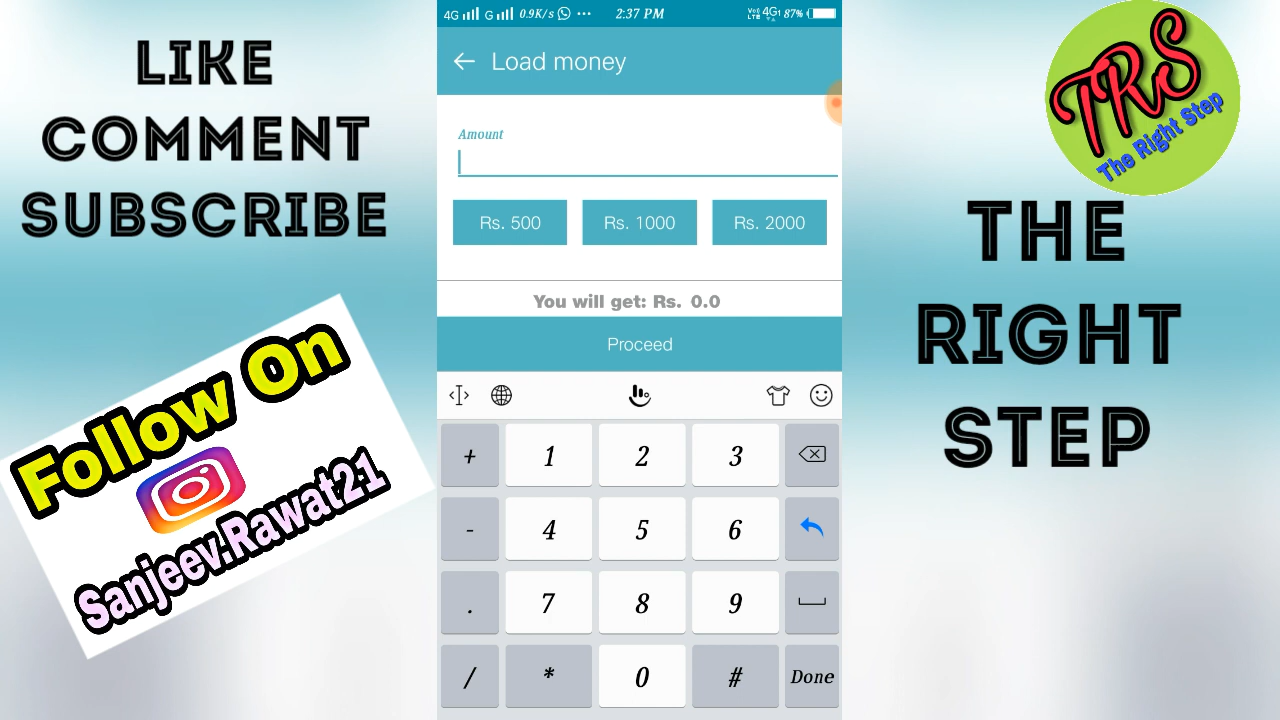 LIKE
COMMENT
SUBSCRIBE
Follow On
Sanjeev.Rawat21
4G G 0.9K/s ... 2:37 PM 4G 87%
Load money
Amount
Rs. 500 Rs. 1000 Rs. 2000
You will get: Rs. 0.0
Proceed
+ 1 2 3
- 4 5 6
. 7 8 9
/ * 0 # Done
TRS
The Right Step
THE
RIGHT
STEP